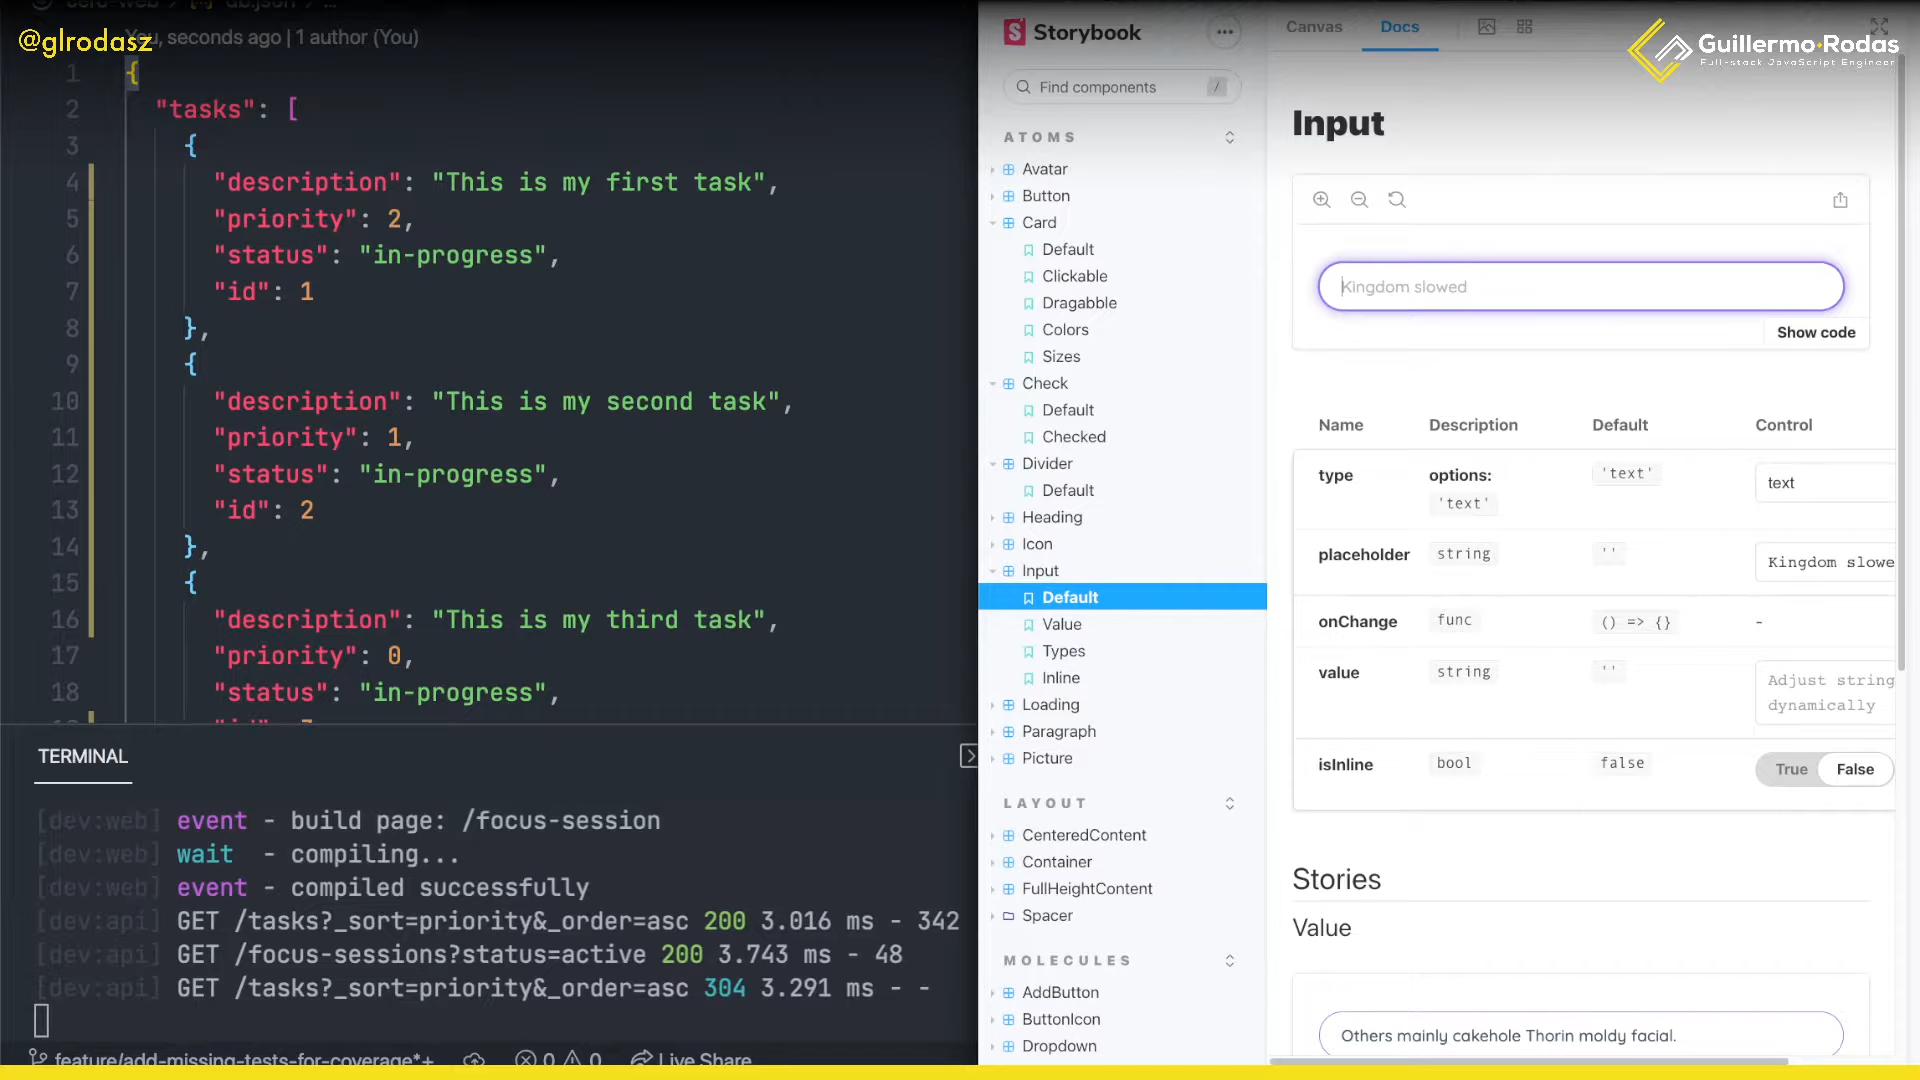 @glrodasz
You, seconds ago | 1 author (You)
1 {
2 "tasks": [
3 {
4 "description": "This is my first task",
5 "priority": 2,
6 "status": "in-progress",
7 "id": 1
8 },
9 {
10 "description": "This is my second task",
11 "priority": 1,
12 "status": "in-progress",
13 "id": 2
14 },
15 {
16 "description": "This is my third task",
17 "priority": 0,
18 "status": "in-progress",
TERMINAL
[dev:web] event - build page: /focus-session
[dev:web] wait - compiling...
[dev:web] event - compiled successfully
[dev:api] GET /tasks?_sort=priority&_order=asc 200 3.016 ms - 342
[dev:api] GET /focus-sessions?status=active 200 3.743 ms - 48
[dev:api] GET /tasks?_sort=priority&_order=asc 304 3.291 ms - -
feature/add-missing-tests-for-coverage*+ 0 0 Live Share
Storybook
Find components /
ATOMS
Avatar
Button
Card
Default
Clickable
Dragabble
Colors
Sizes
Check
Default
Checked
Divider
Default
Heading
Icon
Input
Default
Value
Types
Inline
Loading
Paragraph
Picture
LAYOUT
CenteredContent
Container
FullHeightContent
Spacer
MOLECULES
AddButton
ButtonIcon
Dropdown
Canvas Docs
Guillermo Rodas
Full-stack JavaScript Engineer
Input
Kingdom slowed
Show code
Name Description Default Control
type options: 'text' 'text' text
placeholder string '' Kingdom slowe
onChange func () => {} -
value string '' Adjust string
dynamically
isInline bool false True False
Stories
Value
Others mainly cakehole Thorin moldy facial.